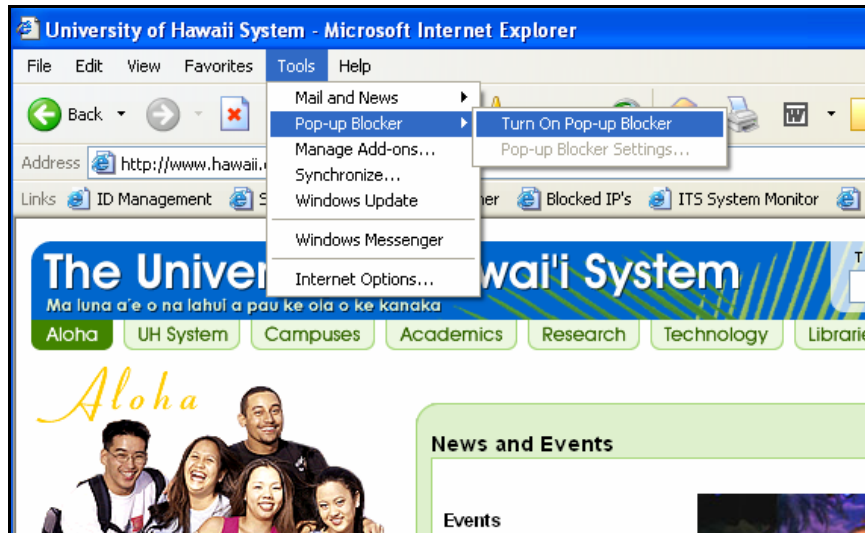 University of Hawaii System - Microsoft Internet Explorer
File Edit View Favorites Tools Help
Mail and News
Back
Pop-up Blocker
Turn On Pop-up Blocker
Manage Add-ons...
Pop-up Blocker Settings...
Address http://www.hawaii.
Synchronize...
Links ID Management
Windows Update
Blocked IP's ITS System Monitor
Windows Messenger
Internet Options...
The Univer wai'i System
Ma luna a'e o na lahui a pau ke ola o ke kanaka
Aloha UH System Campuses Academics Research Technology Librarie
Aloha
News and Events
Events